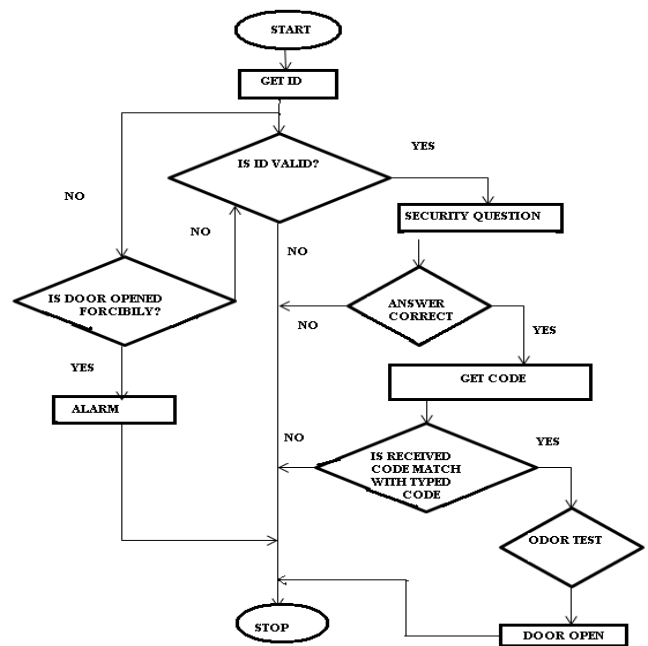 START
GET ID
IS ID VALID?
YES
NO
NO
SECURITY QUESTION
NO
IS DOOR OPENED
FORCIBILY?
ANSWER
CORRECT
NO
YES
YES
GET CODE
ALARM
NO
YES
IS RECEIVED
CODE MATCH
WITH TYPED
CODE
ODOR TEST
STOP
DOOR OPEN